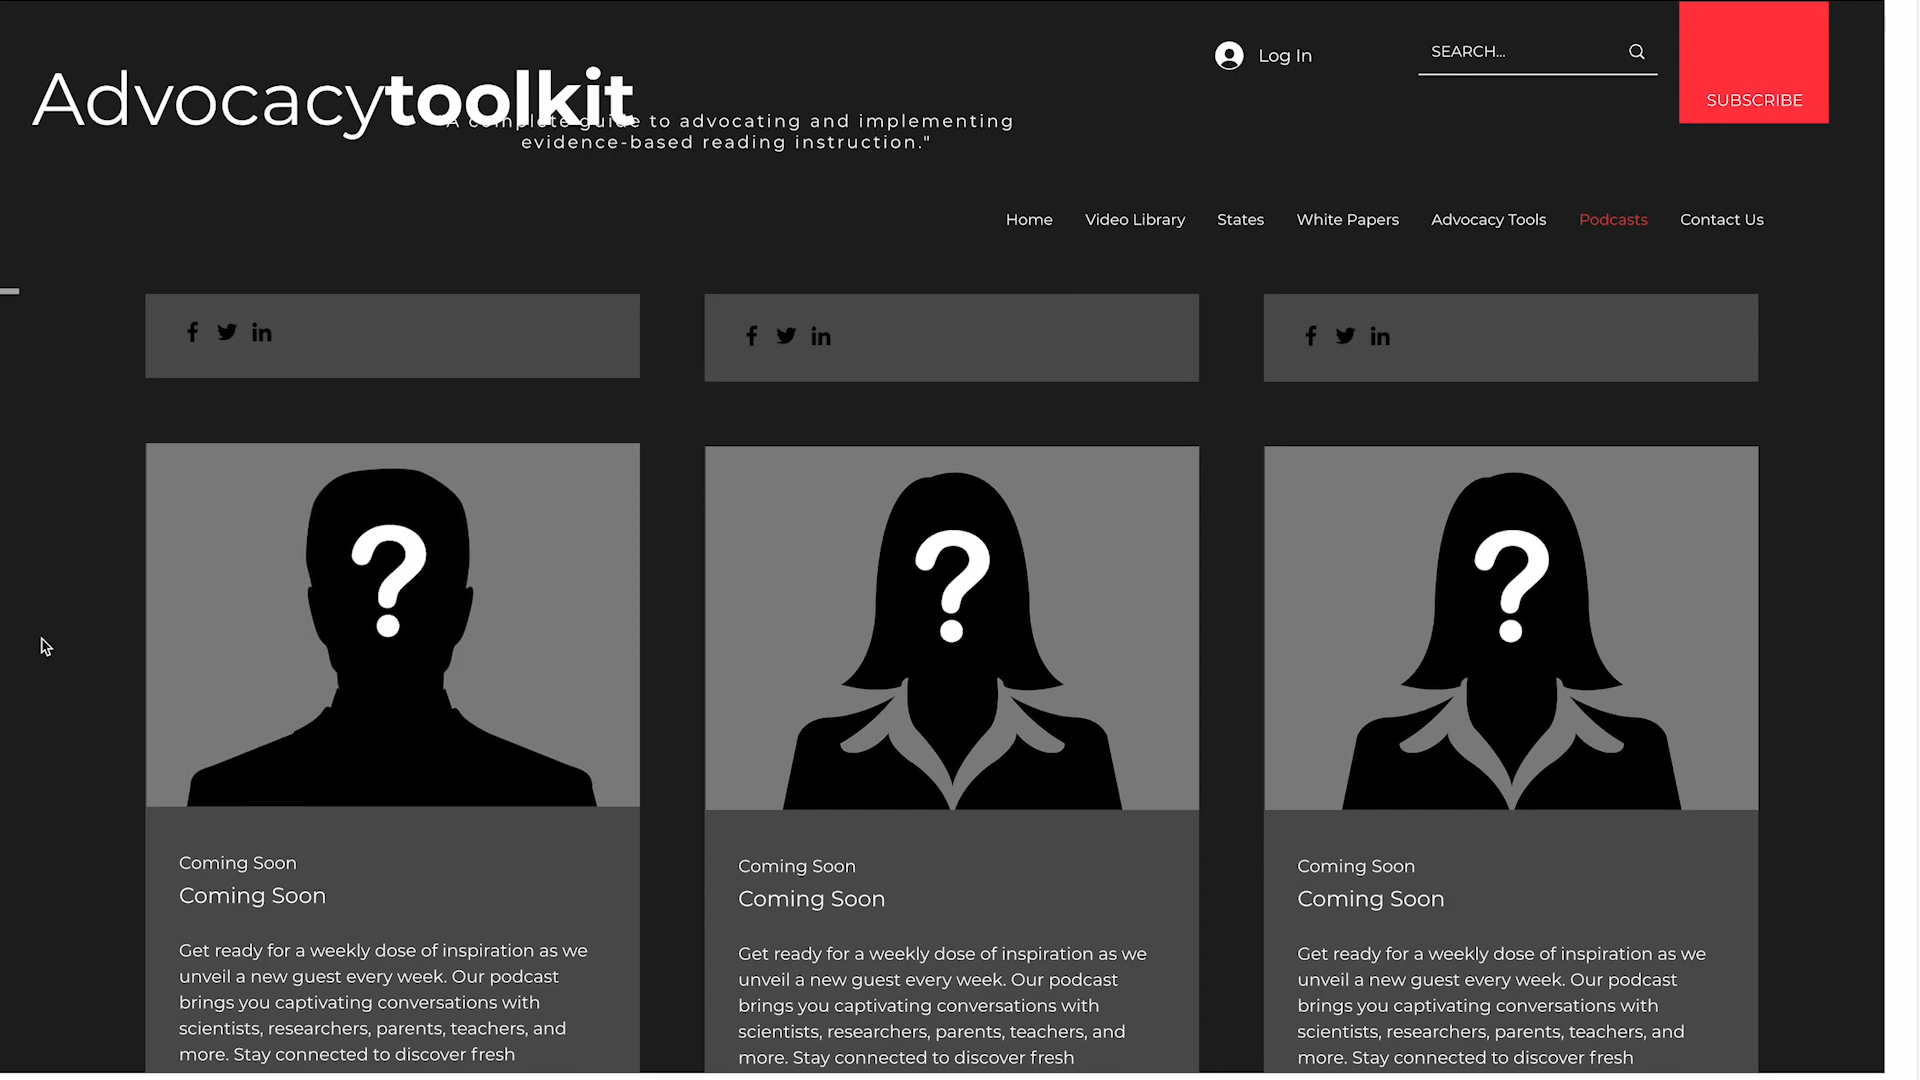 Log In
SEARCH...
SUBSCRIBE
Advocacytoolkit
"A complete guide to advocating and implementing
evidence-based reading instruction."
Home Video Library States White Papers Advocacy Tools Podcasts Contact Us
?
Coming Soon
Coming Soon
Get ready for a weekly dose of inspiration as we
unveil a new guest every week. Our podcast
brings you captivating conversations with
scientists, researchers, parents, teachers, and
more. Stay connected to discover fresh
?
Coming Soon
Coming Soon
Get ready for a weekly dose of inspiration as we
unveil a new guest every week. Our podcast
brings you captivating conversations with
scientists, researchers, parents, teachers, and
more. Stay connected to discover fresh
?
Coming Soon
Coming Soon
Get ready for a weekly dose of inspiration as we
unveil a new guest every week. Our podcast
brings you captivating conversations with
scientists, researchers, parents, teachers, and
more. Stay connected to discover fresh